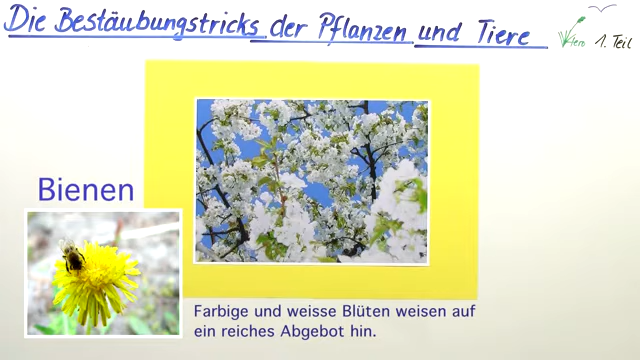 Die Bestäubungstricks der Pflanzen und Tiere
1. Teil
Bienen
Farbige und weisse Blüten weisen auf
ein reiches Abgebot hin.